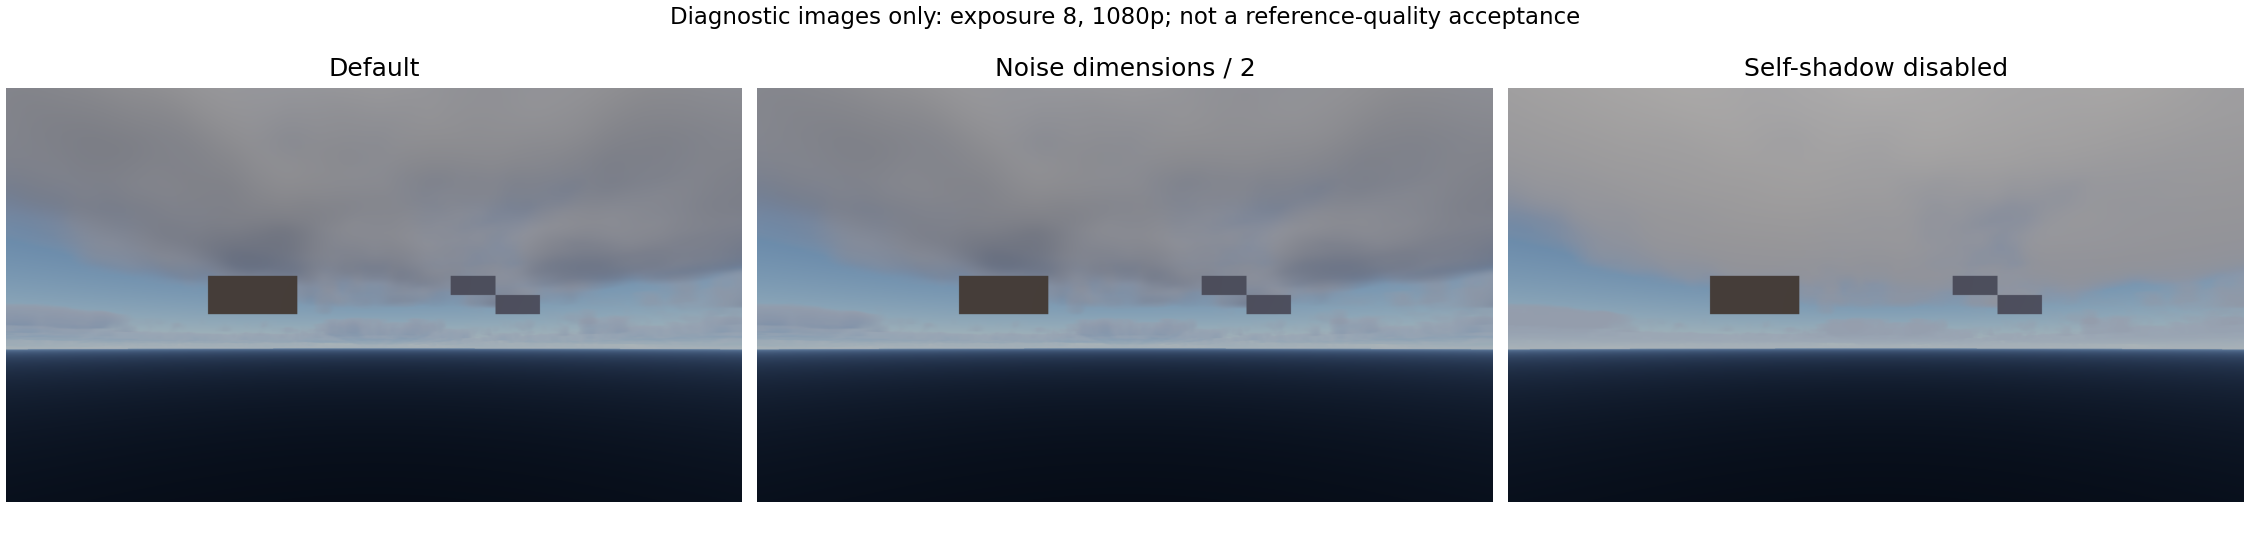 Diagnostic images only: exposure 8, 1080p; not a reference-quality acceptance
Default
Noise dimensions / 2
Self-shadow disabled